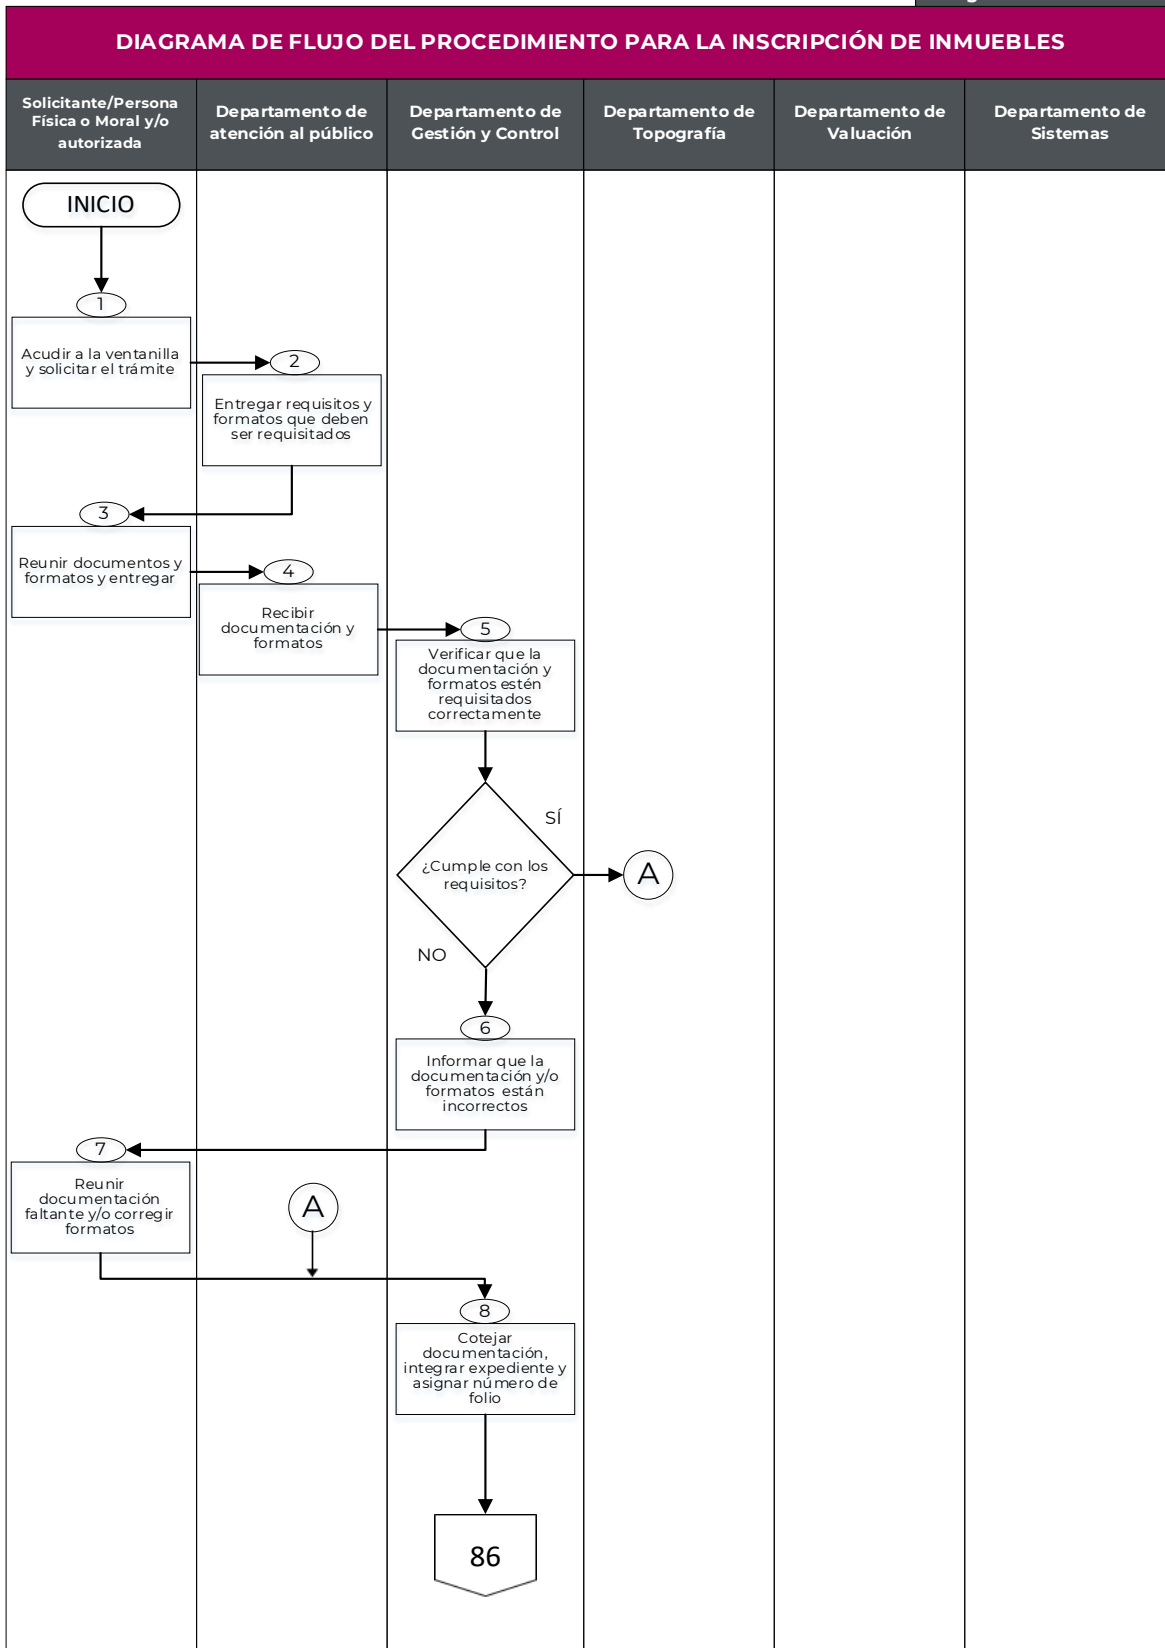 DIAGRAMA DE FLUJO DEL PROCEDIMIENTO PARA LA INSCRIPCIÓN DE INMUEBLES
Solicitante/Persona
Física o Moral y/o
autorizada
Departamento de
atención al público
Departamento de
Gestión y Control
Departamento de
Topografía
Departamento de
Valuación
Departamento de
Sistemas
INICIO
1
Acudir a la ventanilla
y solicitar el trámite
2
Entregar requisitos y
formatos que deben
ser requisitados
3
Reunir documentos y
formatos y entregar
4
Recibir
documentación y
formatos
5
Verificar que la
documentación y
formatos estén
requisitados
correctamente
SÍ
¿Cumple con los
requisitos?
A
NO
6
Informar que la
documentación y/o
formatos están
incorrectos
7
Reunir
documentación
faltante y/o corregir
formatos
A
8
Cotejar
documentación,
integrar expediente y
asignar número de
folio
86